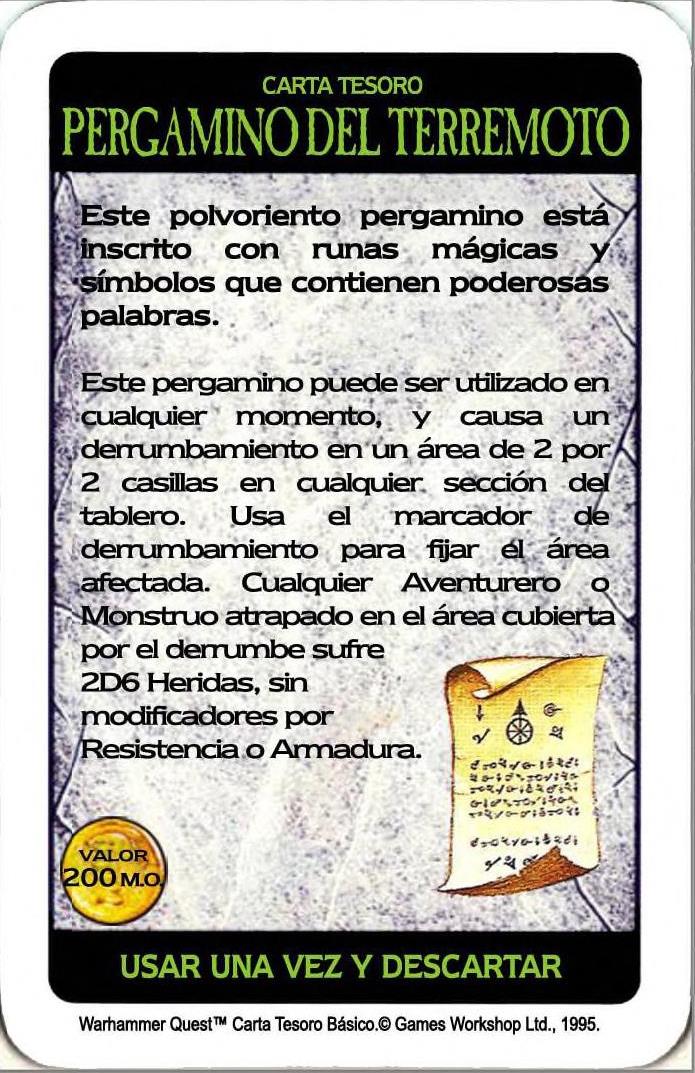 CARTA TESORO
PERGAMINO DEL TERREMOTO
Este polvoriento pergamino está
inscrito con runas mágicas y
símbolos que contienen poderosas
palabras.
Este pergamino puede ser utilizado en
cualquier momento, y causa un
derrumbamiento en un área de 2 por
2 casillas en cualquier sección del
tablero. Usa el marcador de
derrumbamiento para fijar el área
afectada. Cualquier Aventurero o
Monstruo atrapado en el área cubierta
por el derrumbe sufre
2D6 Heridas, sin
modificadores por
Resistencia o Armadura.
VALOR
200 M.O.
USAR UNA VEZ Y DESCARTAR
Warhammer Quest™ Carta Tesoro Básico.© Games Workshop Ltd., 1995.